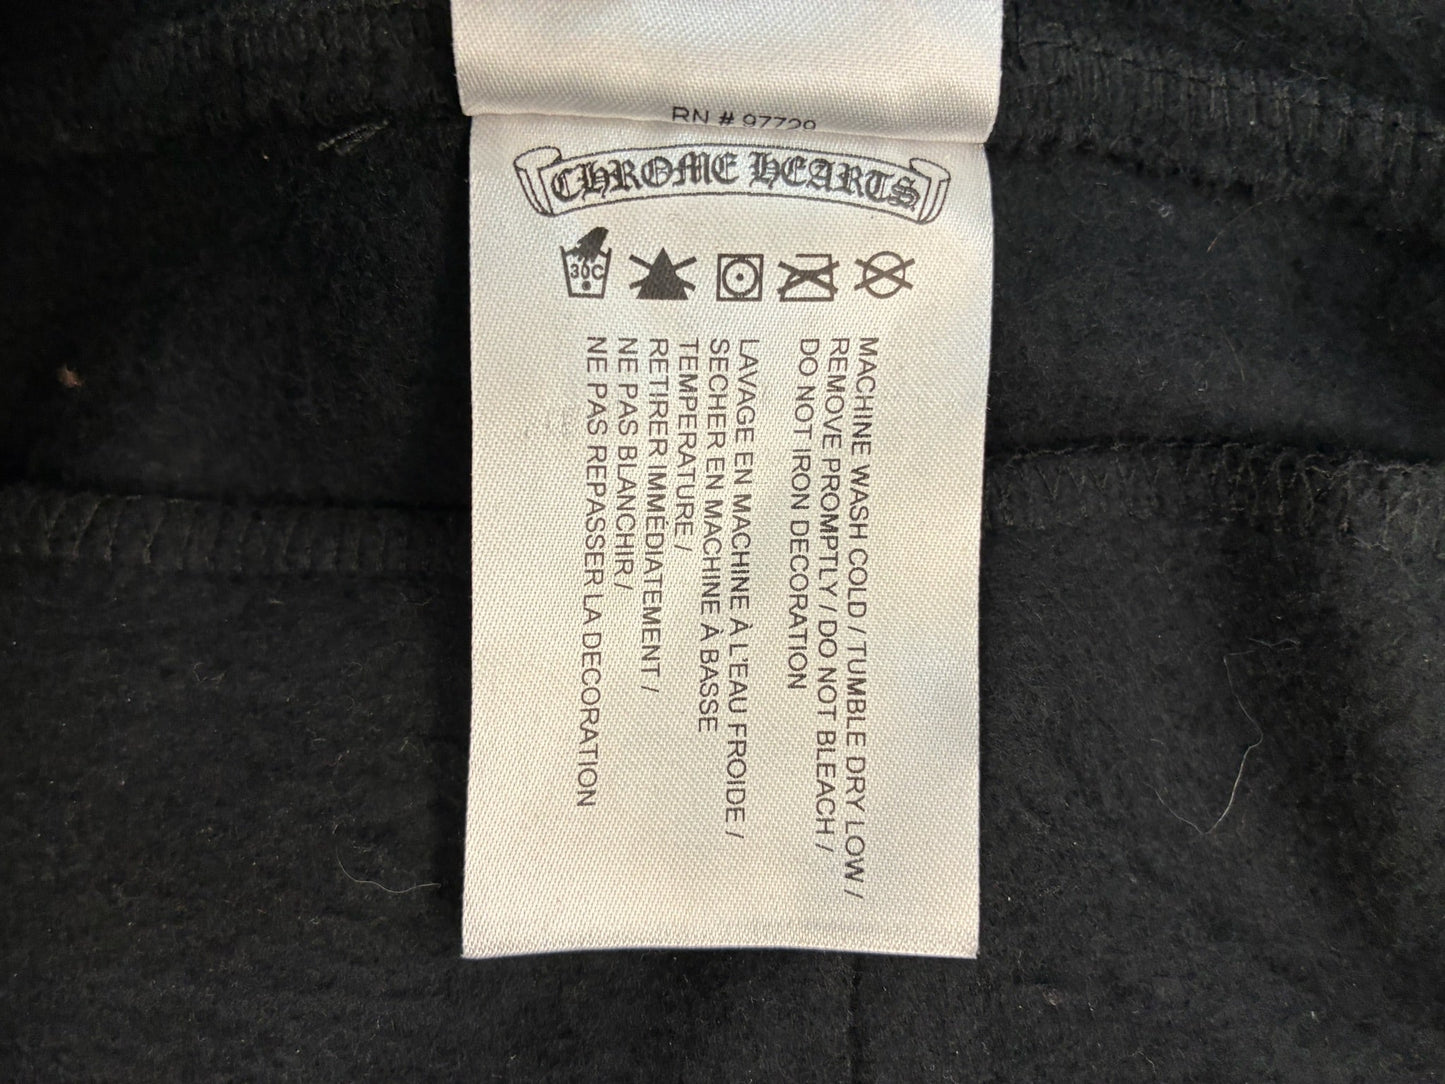 RN # 97729
CHROME HEARTS
30C
MACHINE WASH COLD / TUMBLE DRY LOW /
REMOVE PROMPTLY / DO NOT BLEACH /
DO NOT IRON DECORATION
LAVAGE EN MACHINE À L'EAU FROIDE /
SECHER EN MACHINE À BASSE
TEMPERATURE /
RETIRER IMMÉDIATEMENT /
NE PAS BLANCHIR /
NE PAS REPASSER LA DECORATION